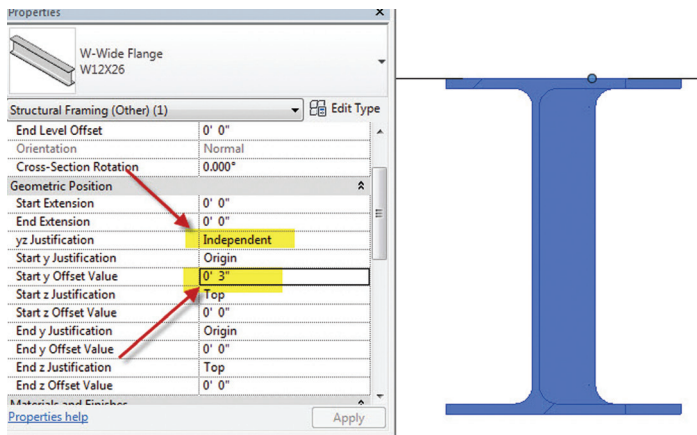 Properties
W-Wide Flange
W12X26
Structural Framing (Other) (1) Edit Type
End Level Offset 0' 0"
Orientation Normal
Cross-Section Rotation 0.000°
Geometric Position
Start Extension 0' 0"
End Extension 0' 0"
yz Justification Independent
Start y Justification Origin
Start y Offset Value 0' 3"
Start z Justification Top
Start z Offset Value 0' 0"
End y Justification Origin
End y Offset Value 0' 0"
End z Justification Top
End z Offset Value 0' 0"
Materials and Finishes
Properties help Apply